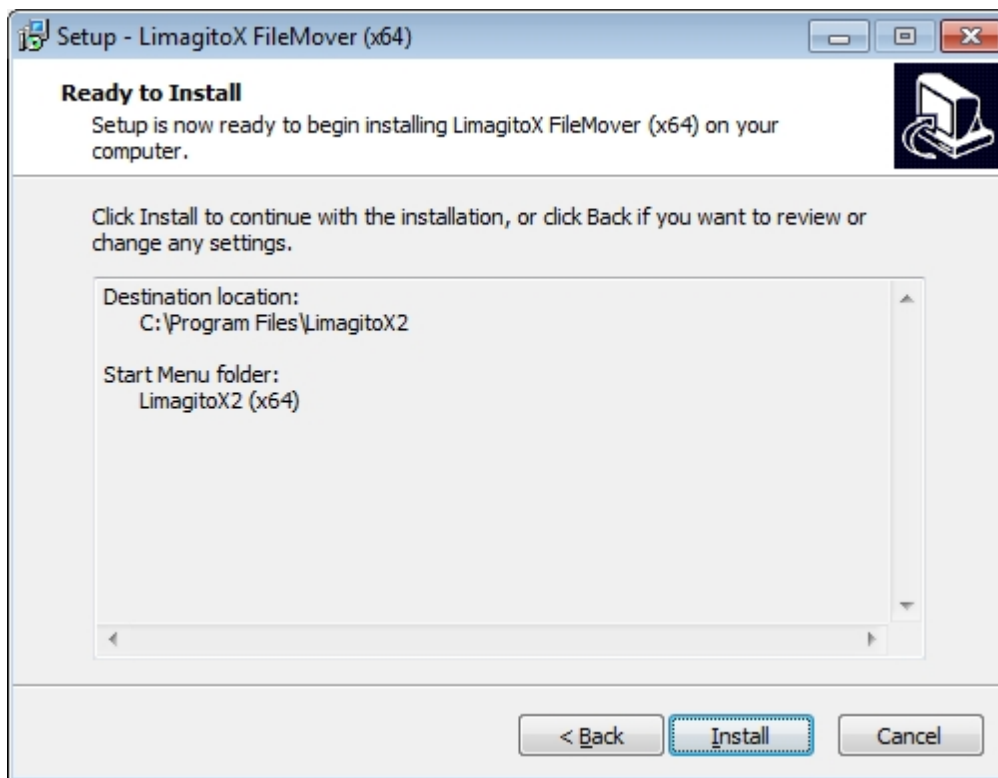 Setup - LimagitoX FileMover (x64)
Ready to Install
Setup is now ready to begin installing LimagitoX FileMover (x64) on your
computer.
Click Install to continue with the installation, or click Back if you want to review or
change any settings.
Destination location:
C:\Program Files\LimagitoX2
Start Menu folder:
LimagitoX2 (x64)
< Back
Install
Cancel